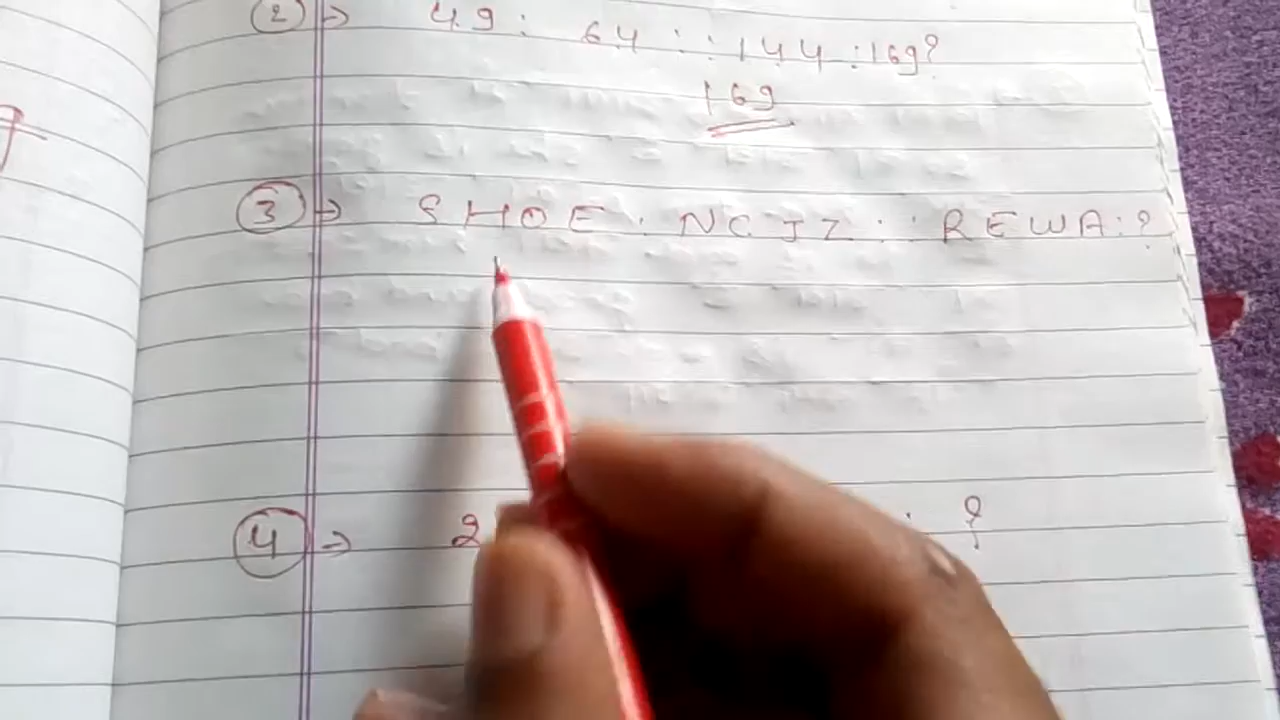 2 → 49 : 64 :: 144 : 169?
169
3 → SHOE : NCJZ :: REWA : ?
4 → 2 : ?